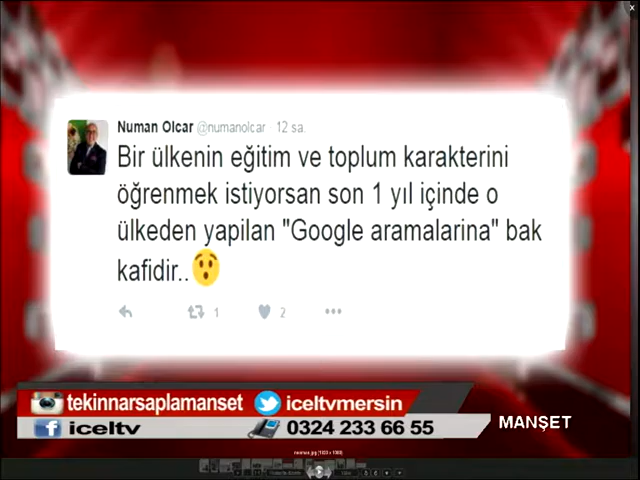 Numan Olcar @numanolcar 12 sa.
Bir ülkenin eğitim ve toplum karakterini
öğrenmek istiyorsan son 1 yıl içinde o
ülkeden yapilan "Google aramalarina" bak
kafidir..😯
1 2
tekinnarsaplamanset iceltvmersin
iceltv 0324 233 66 55
MANŞET